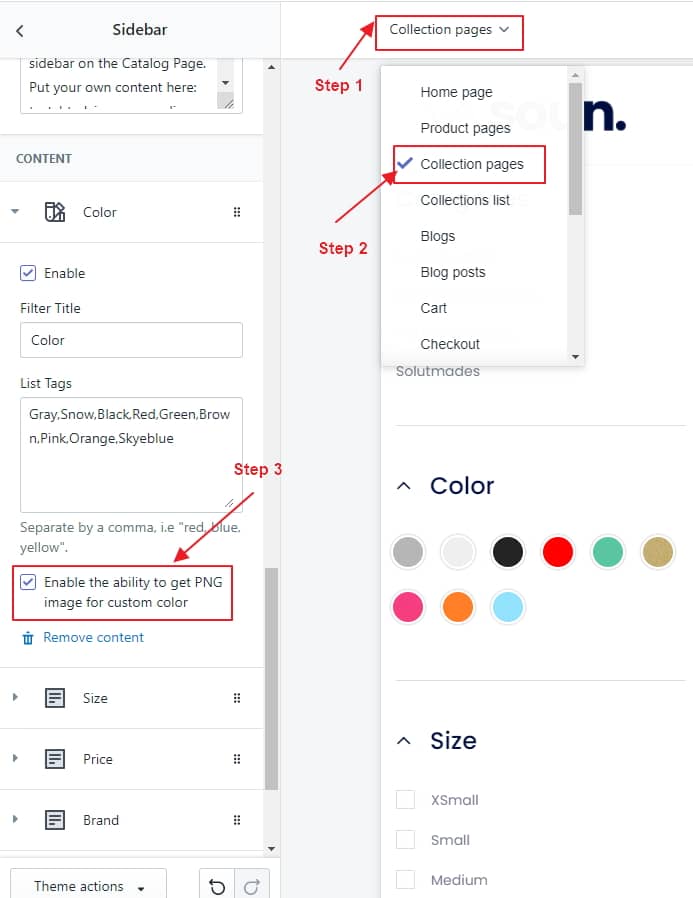 Sidebar
sidebar on the Catalog Page.
Put your own content here:
CONTENT
Color
Enable
Filter Title
Color
List Tags
Gray,Snow,Black,Red,Green,Brow
n,Pink,Orange,Skyeblue
Separate by a comma, i.e "red, blue,
yellow".
Enable the ability to get PNG
image for custom color
Remove content
Size
Price
Brand
Theme actions
Step 3
Step 1
Collection pages
Home page
Product pages
Collection pages
Step 2
Collections list
Blogs
Blog posts
Cart
Checkout
Solutmades
Color
Size
XSmall
Small
Medium